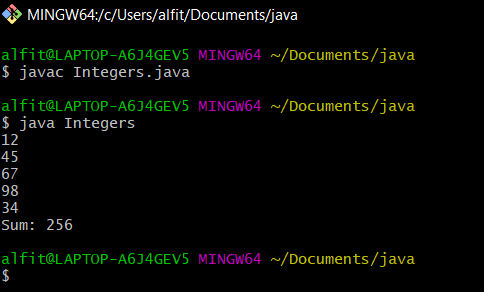 MINGW64:/c/Users/alfit/Documents/java
alfit@LAPTOP-A6J4GEV5 MINGW64 ~/Documents/java
$ javac Integers.java
alfit@LAPTOP-A6J4GEV5 MINGW64 ~/Documents/java
$ java Integers
12
45
67
98
34
Sum: 256
alfit@LAPTOP-A6J4GEV5 MINGW64 ~/Documents/java
$